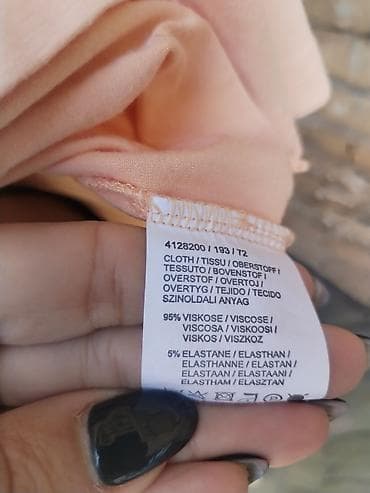 4128200 / 193 / T2
CLOTH / TISSU / OBERSTOFF /
TESSUTO / BOVENSTOF /
OVERSTOF / OVERTOJ /
OVERTYG / TEJIDO / TECIDO
SZINOLDALI ANYAG
95% VISKOSE / VISCOSE /
VISCOSA / VISKOOSI /
VISKOS / VISZKOZ
5% ELASTANE / ELASTHAN /
ELASTHANNE / ELASTAN /
ELASTAAN / ELASTAANI /
ELASTHAM / ELASZTAN